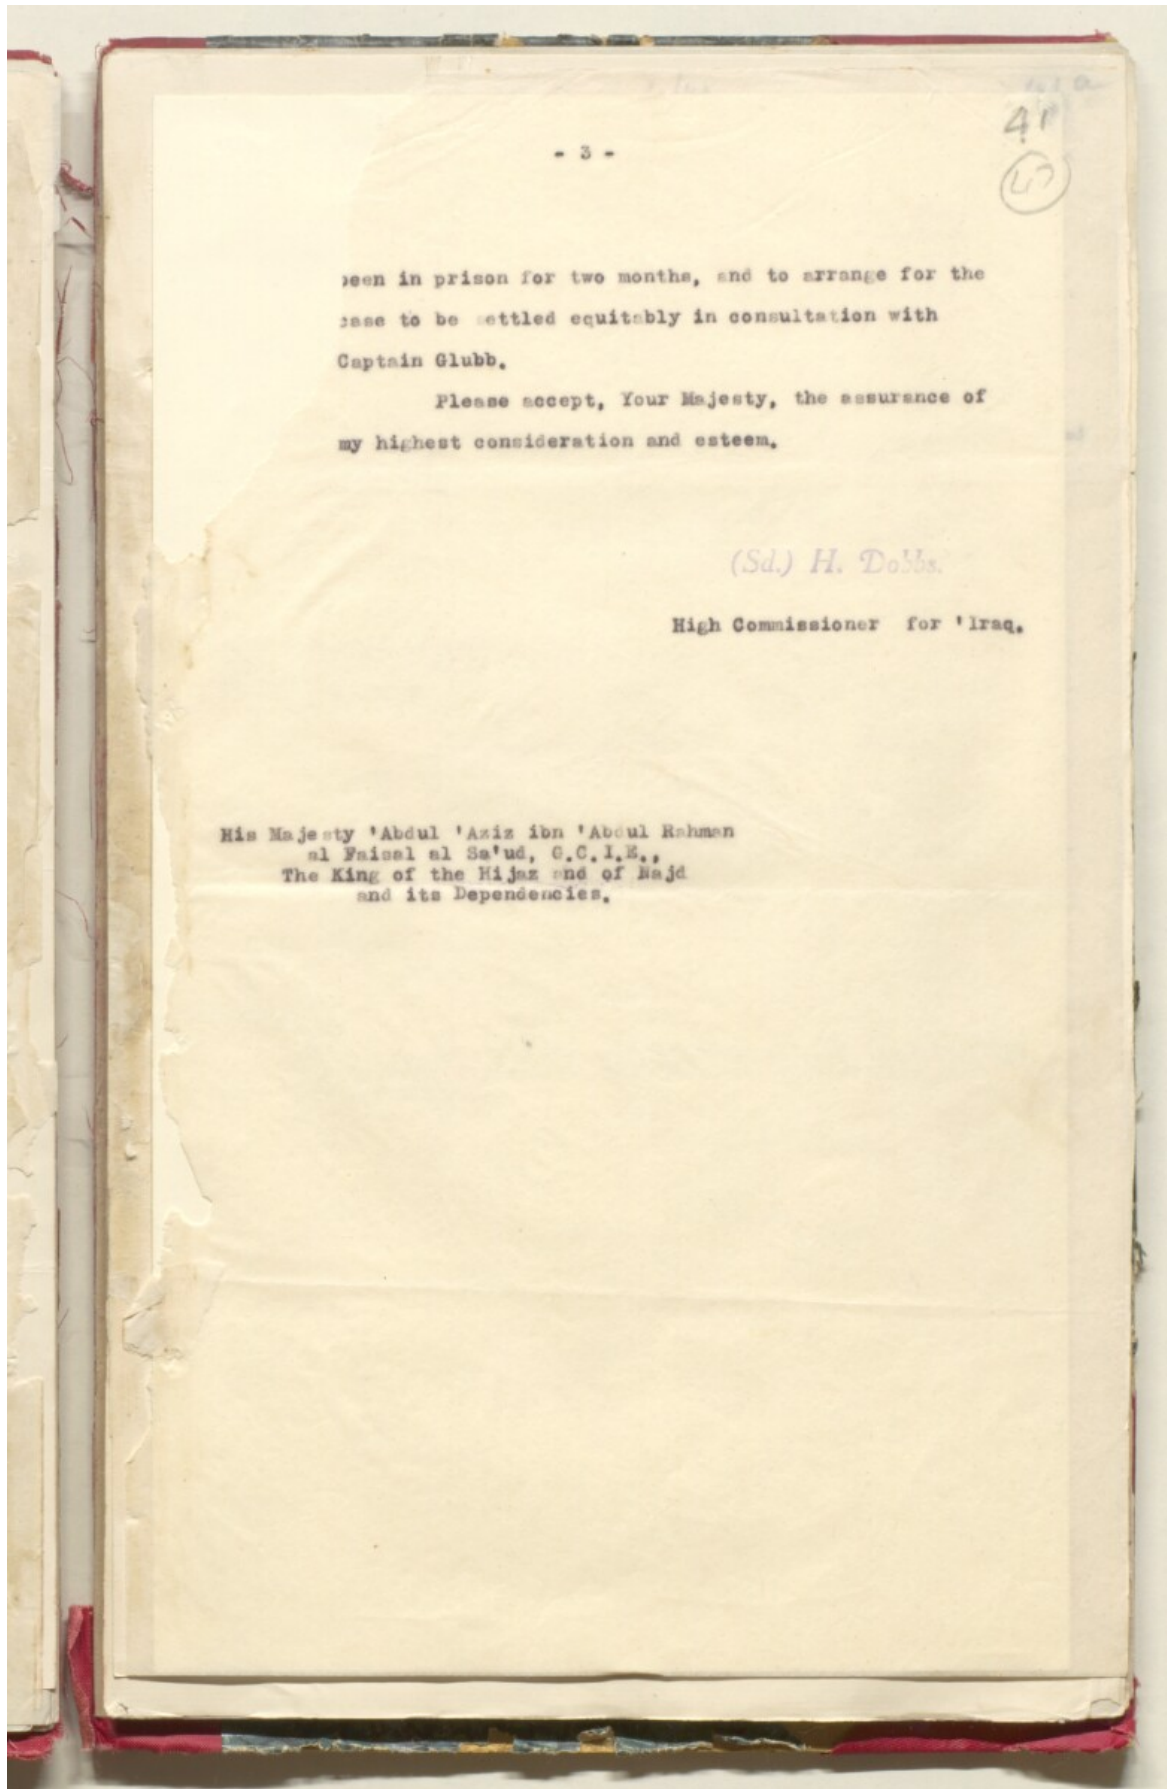 41
- 3 -
been in prison for two months, and to arrange for the
case to be settled equitably in consultation with
Captain Glubb.
Please accept, Your Majesty, the assurance of
my highest consideration and esteem.
(Sd.) H. Dobbs.
High Commissioner for 'Iraq.
His Majesty 'Abdul 'Aziz ibn 'Abdul Rahman
al Faisal al Sa'ud, G.C.I.E.,
The King of the Hijaz and of Najd
and its Dependencies.